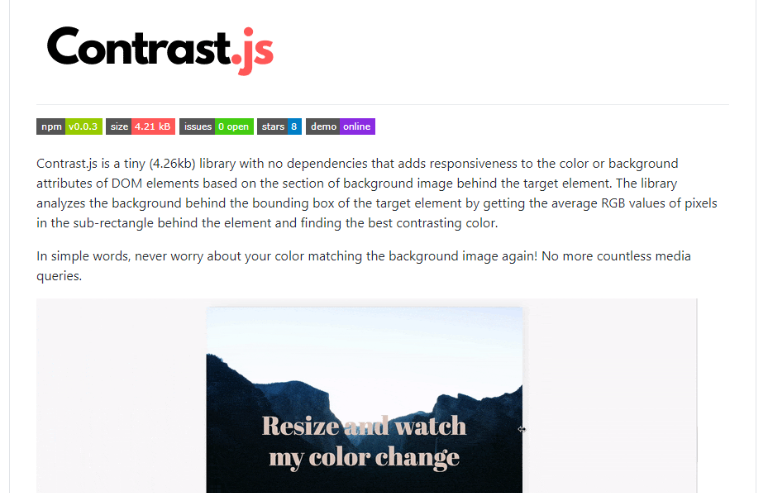 Contrast.js
npm v0.0.3 size 4.21 kB issues 0 open stars 8 demo online
Contrast.js is a tiny (4.26kb) library with no dependencies that adds responsiveness to the color or background
attributes of DOM elements based on the section of background image behind the target element. The library
analyzes the background behind the bounding box of the target element by getting the average RGB values of pixels
in the sub-rectangle behind the element and finding the best contrasting color.
In simple words, never worry about your color matching the background image again! No more countless media
queries.
Resize and watch
my color change